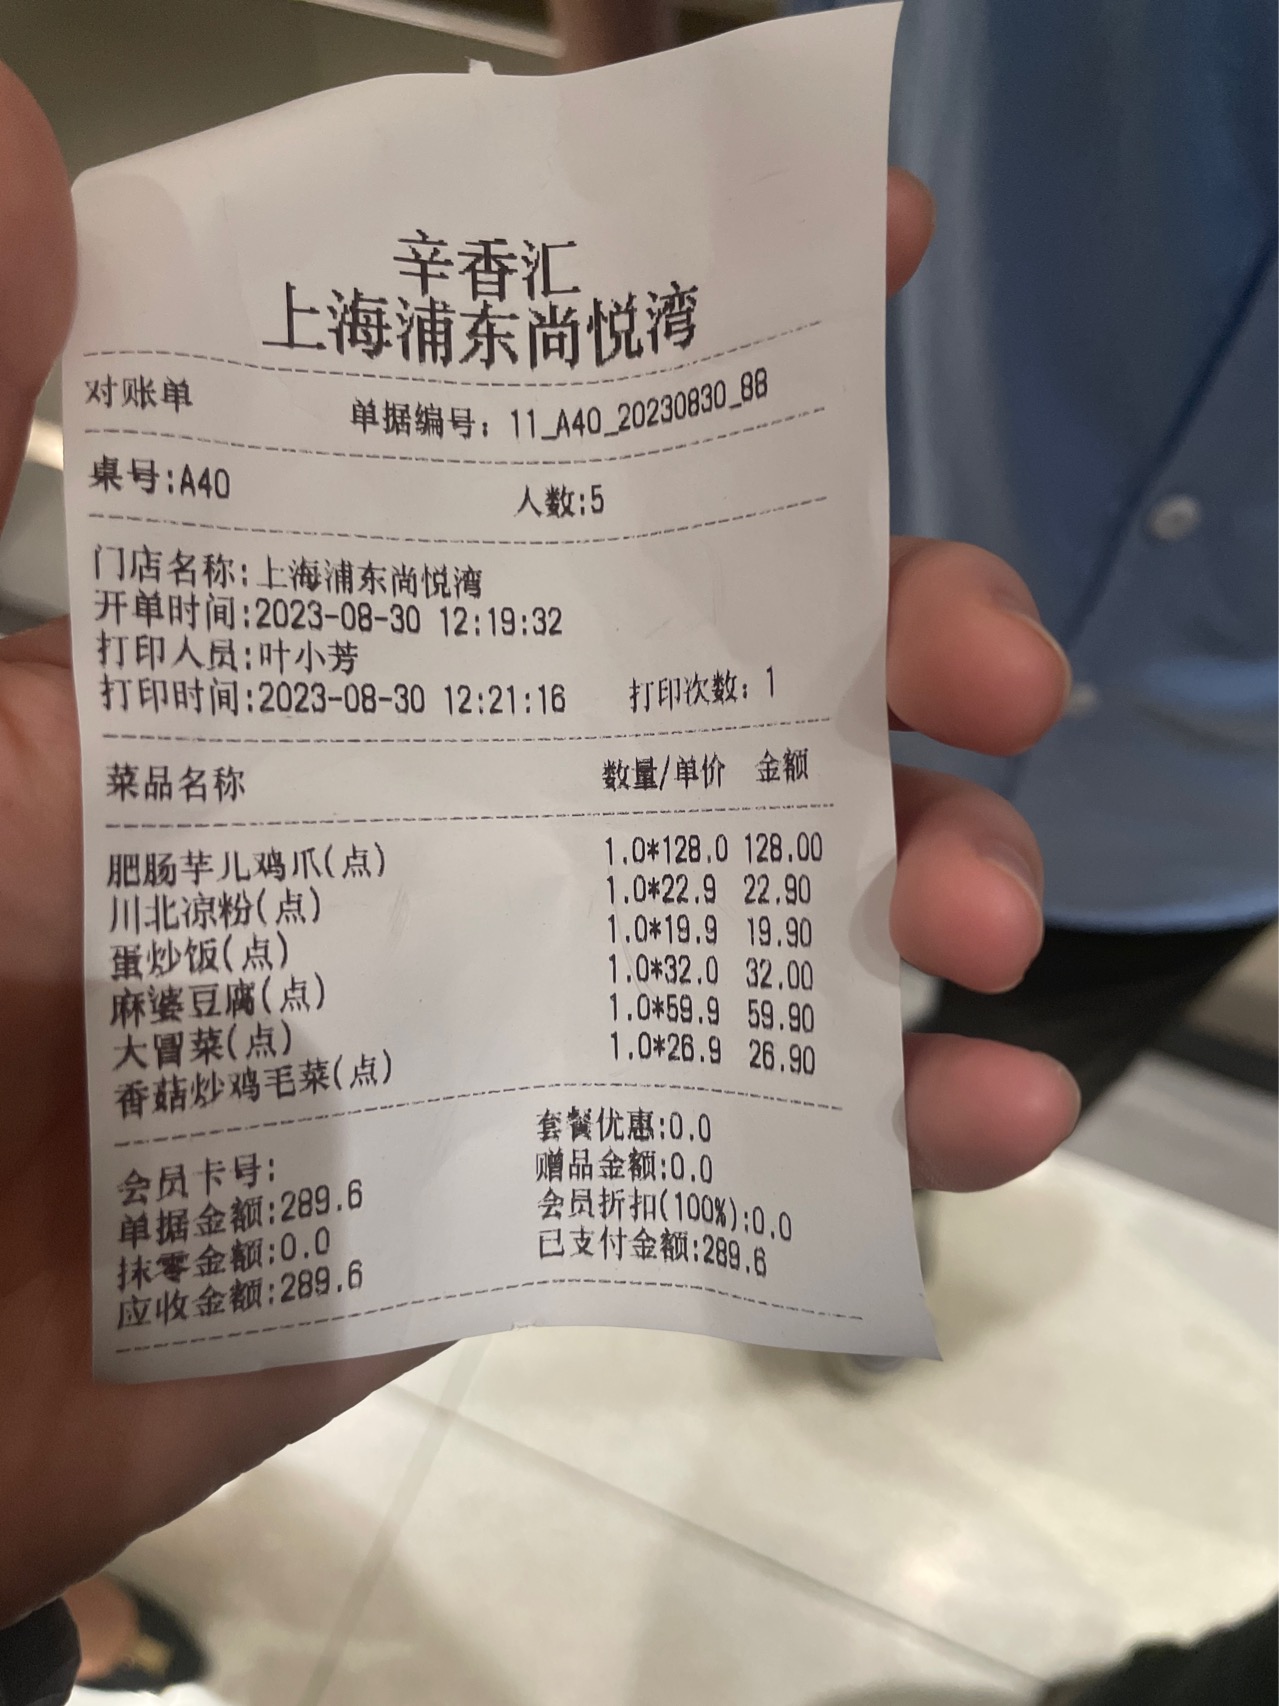 辛香汇
上海浦东尚悦湾
对账单 单据编号：11_A40_20230830_88
桌号:A40 人数:5
门店名称:上海浦东尚悦湾
开单时间:2023-08-30 12:19:32
打印人员:叶小芳
打印时间:2023-08-30 12:21:16 打印次数：1
菜品名称 数量/单价 金额
肥肠芋儿鸡爪(点) 1.0*128.0 128.00
川北凉粉(点) 1.0*22.9 22.90
蛋炒饭(点) 1.0*19.9 19.90
麻婆豆腐(点) 1.0*32.0 32.00
大冒菜(点) 1.0*59.9 59.90
香菇炒鸡毛菜(点) 1.0*26.9 26.90
会员卡号: 套餐优惠:0.0
单据金额:289.6 赠品金额:0.0
抹零金额:0.0 会员折扣(100%):0.0
应收金额:289.6 已支付金额:289.6